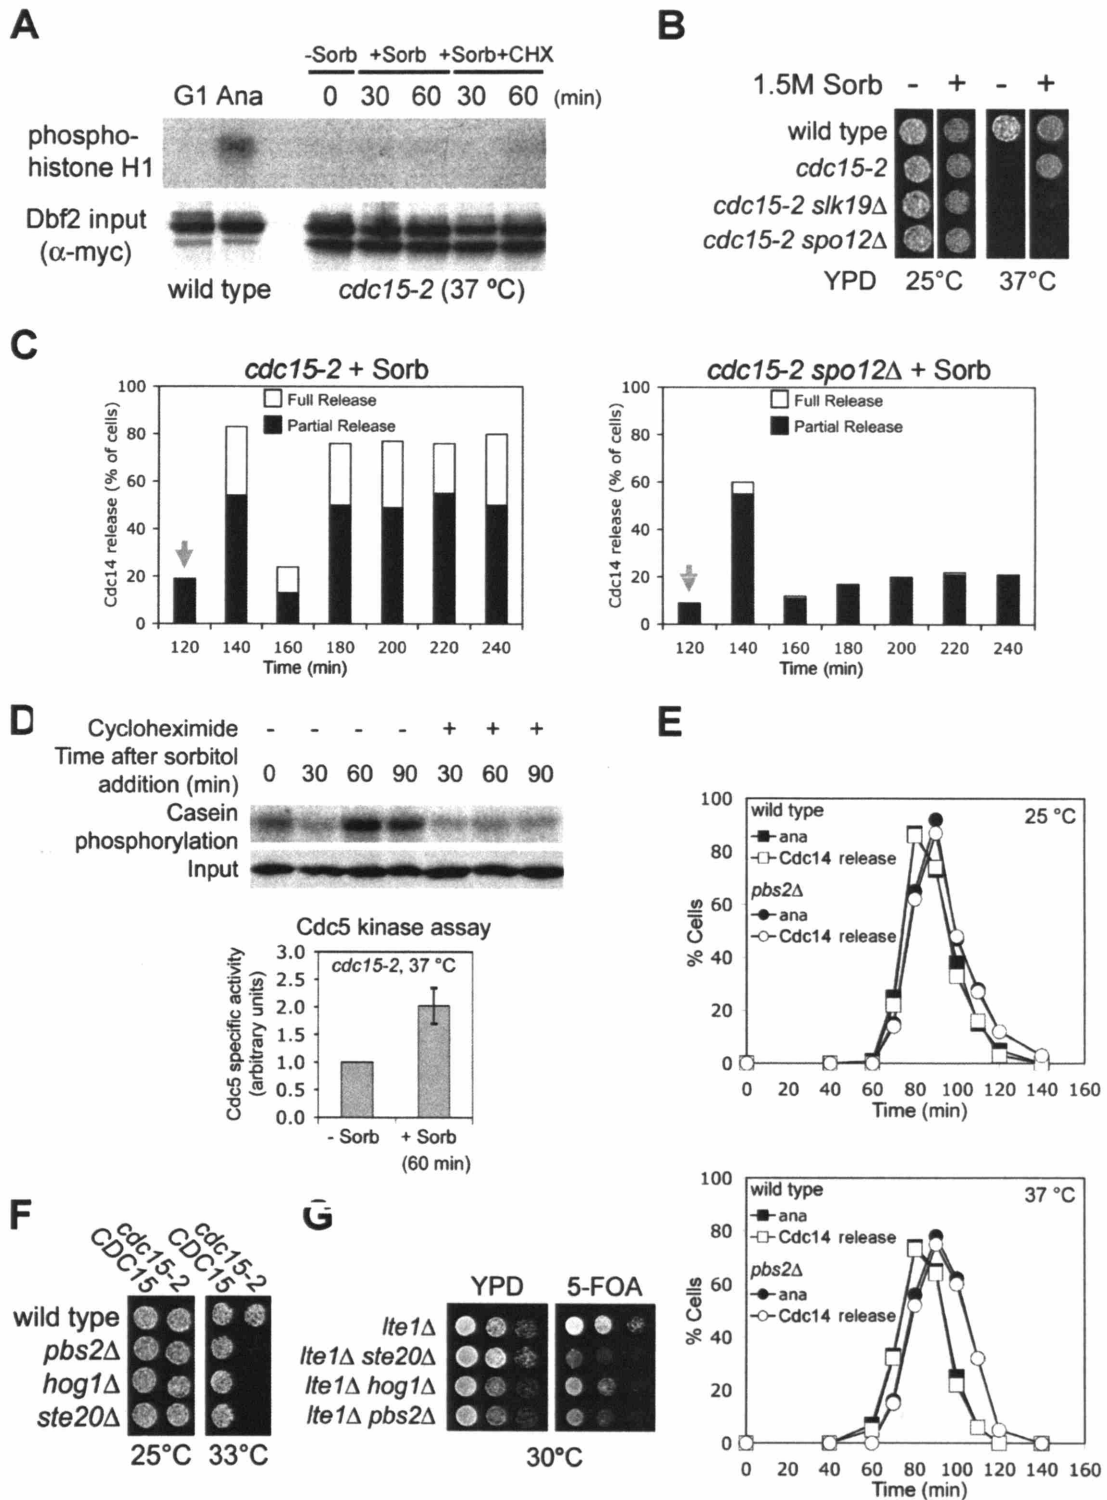 A
-Sorb +Sorb +Sorb+CHX
G1 Ana 0 30 60 30 60 (min)
phospho-
histone H1
Dbf2 input
(α-myc)
wild type cdc15-2 (37 ºC)
B
1.5M Sorb - + - +
wild type
cdc15-2
cdc15-2 slk19Δ
cdc15-2 spo12Δ
YPD 25°C 37°C
C
cdc15-2 + Sorb
Full Release
Partial Release
Cdc14 release (% of cells)
100
80
60
40
20
0
120 140 160 180 200 220 240
Time (min)
cdc15-2 spo12Δ + Sorb
Full Release
Partial Release
Cdc14 release (% of cells)
100
80
60
40
20
0
120 140 160 180 200 220 240
Time (min)
D
Cycloheximide - - - - + + +
Time after sorbitol
addition (min) 0 30 60 90 30 60 90
Casein
phosphorylation
Input
Cdc5 kinase assay
cdc15-2, 37 °C
Cdc5 specific activity
(arbitrary units)
3.0
2.5
2.0
1.5
1.0
0.5
0.0
- Sorb + Sorb
(60 min)
E
25 °C
wild type
ana
Cdc14 release
pbs2Δ
ana
Cdc14 release
% Cells
100
80
60
40
20
0
0 20 40 60 80 100 120 140 160
Time (min)
37 °C
wild type
ana
Cdc14 release
pbs2Δ
ana
Cdc14 release
% Cells
100
80
60
40
20
0
0 20 40 60 80 100 120 140 160
Time (min)
F
CDC15 cdc15-2 CDC15 cdc15-2
wild type
pbs2Δ
hog1Δ
ste20Δ
25°C 33°C
G
YPD 5-FOA
lte1Δ
lte1Δ ste20Δ
lte1Δ hog1Δ
lte1Δ pbs2Δ
30°C